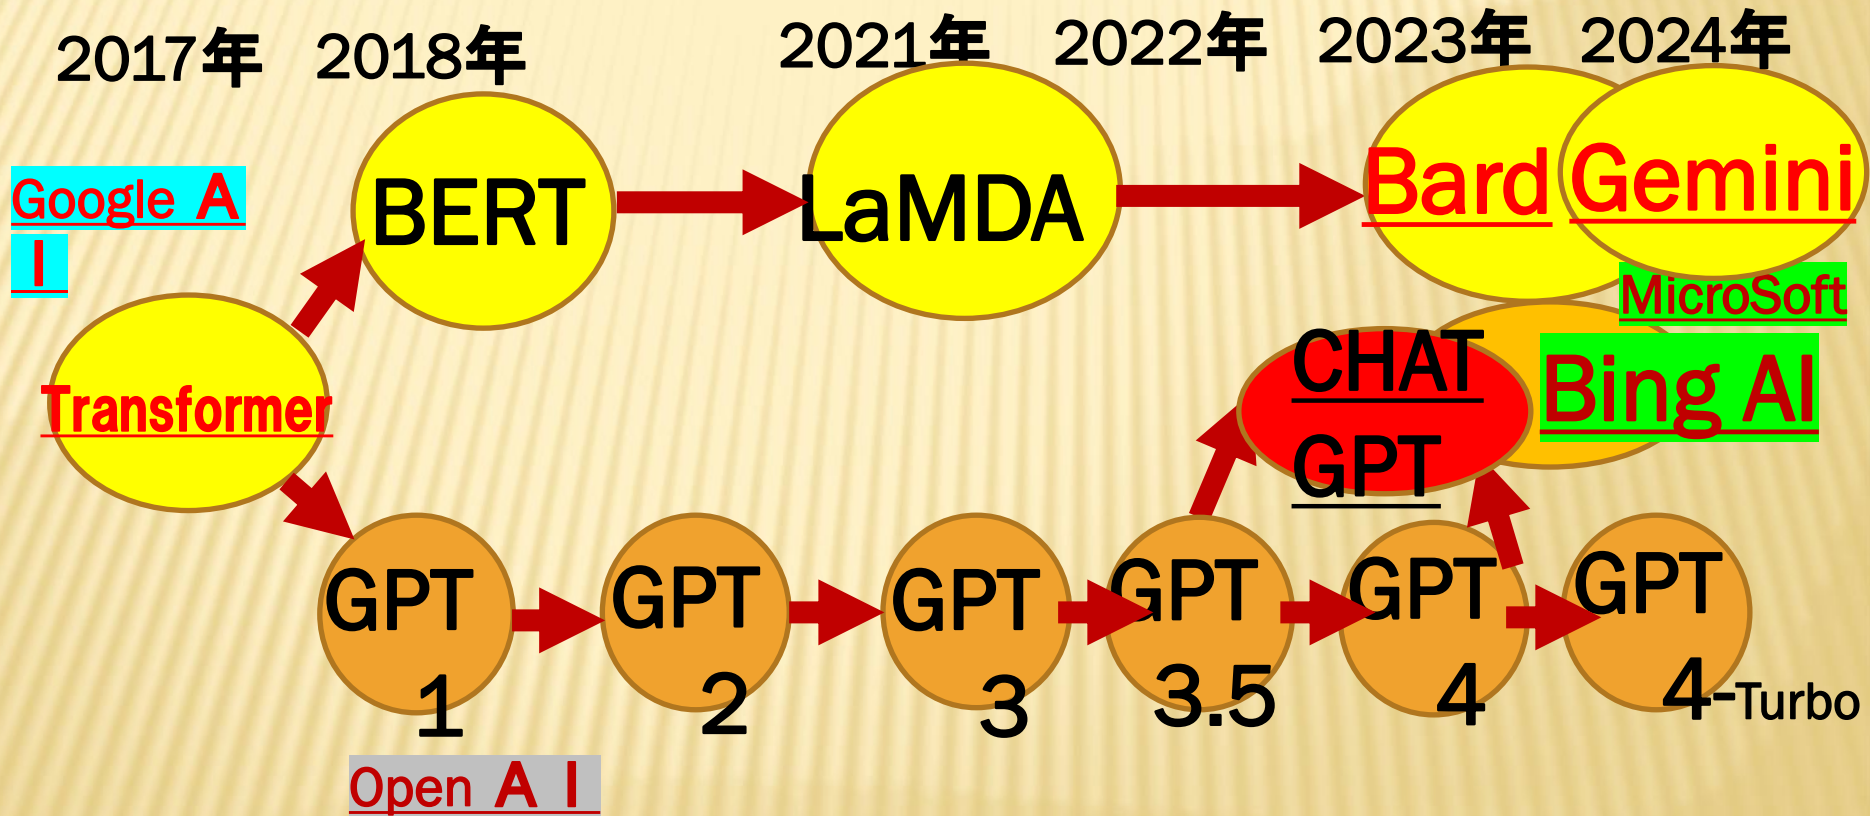 2017年 2018年 2021年 2022年 2023年 2024年
Google A
I
BERT
LaMDA
Bard
Gemini
Transformer
MicroSoft
Bing AI
CHAT
GPT
GPT
1
GPT
2
GPT
3
GPT
3.5
GPT
4
GPT
4-Turbo
Open A I